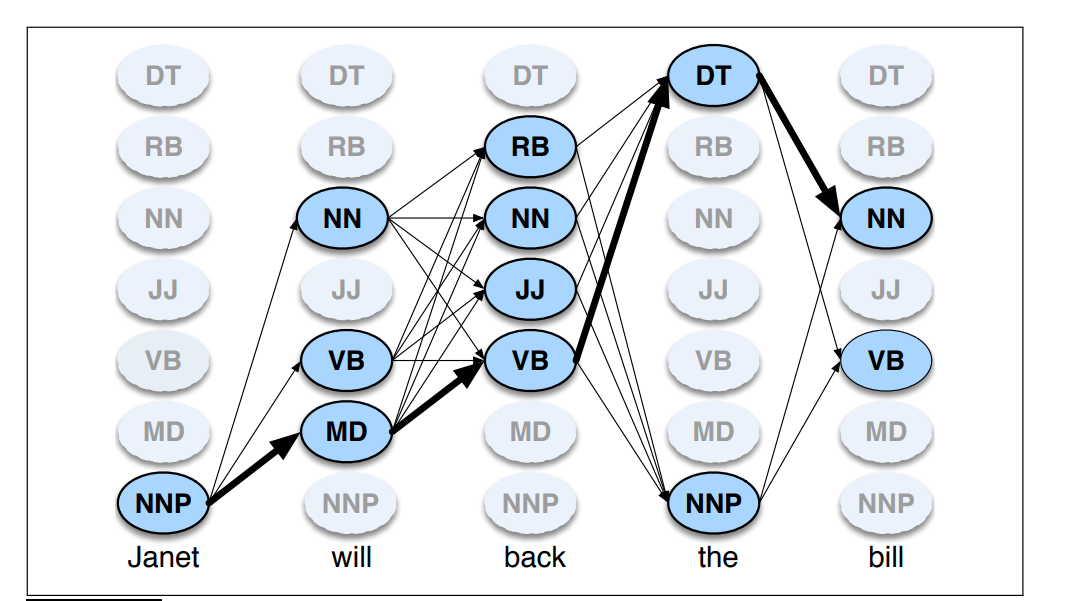 DT DT DT DT DT
RB RB RB RB RB
NN NN NN NN NN
JJ JJ JJ JJ JJ
VB VB VB VB VB
MD MD MD MD MD
NNP NNP NNP NNP NNP
Janet will back the bill